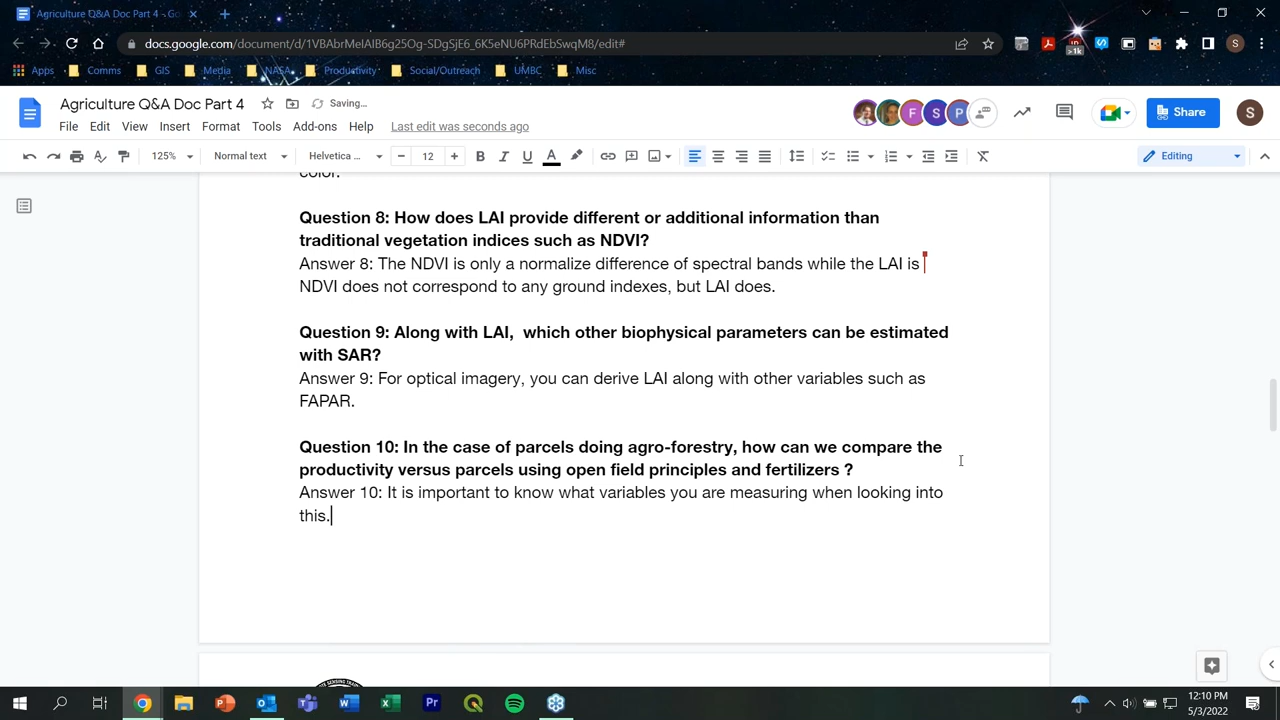 Agriculture Q&A Doc Part 4 - Go
docs.google.com/document/d/1VBAbrMelAIB6g25Og-SDgSjE6_6K5eNU6PRdEbSwqM8/edit#
>1k
S
Apps Comms GIS Media NASA Productivity Social/Outreach UMBC Misc
Agriculture Q&A Doc Part 4 Saving...
F S P Share S
File Edit View Insert Format Tools Add-ons Help Last edit was seconds ago
125% Normal text Helvetica ... 12 B I U A Editing
color.
Question 8: How does LAI provide different or additional information than
traditional vegetation indices such as NDVI?
Answer 8: The NDVI is only a normalize difference of spectral bands while the LAI is
NDVI does not correspond to any ground indexes, but LAI does.
Question 9: Along with LAI,  which other biophysical parameters can be estimated
with SAR?
Answer 9: For optical imagery, you can derive LAI along with other variables such as
FAPAR.
Question 10: In the case of parcels doing agro-forestry, how can we compare the
productivity versus parcels using open field principles and fertilizers ?
Answer 10: It is important to know what variables you are measuring when looking into
this.
12:10 PM
5/3/2022